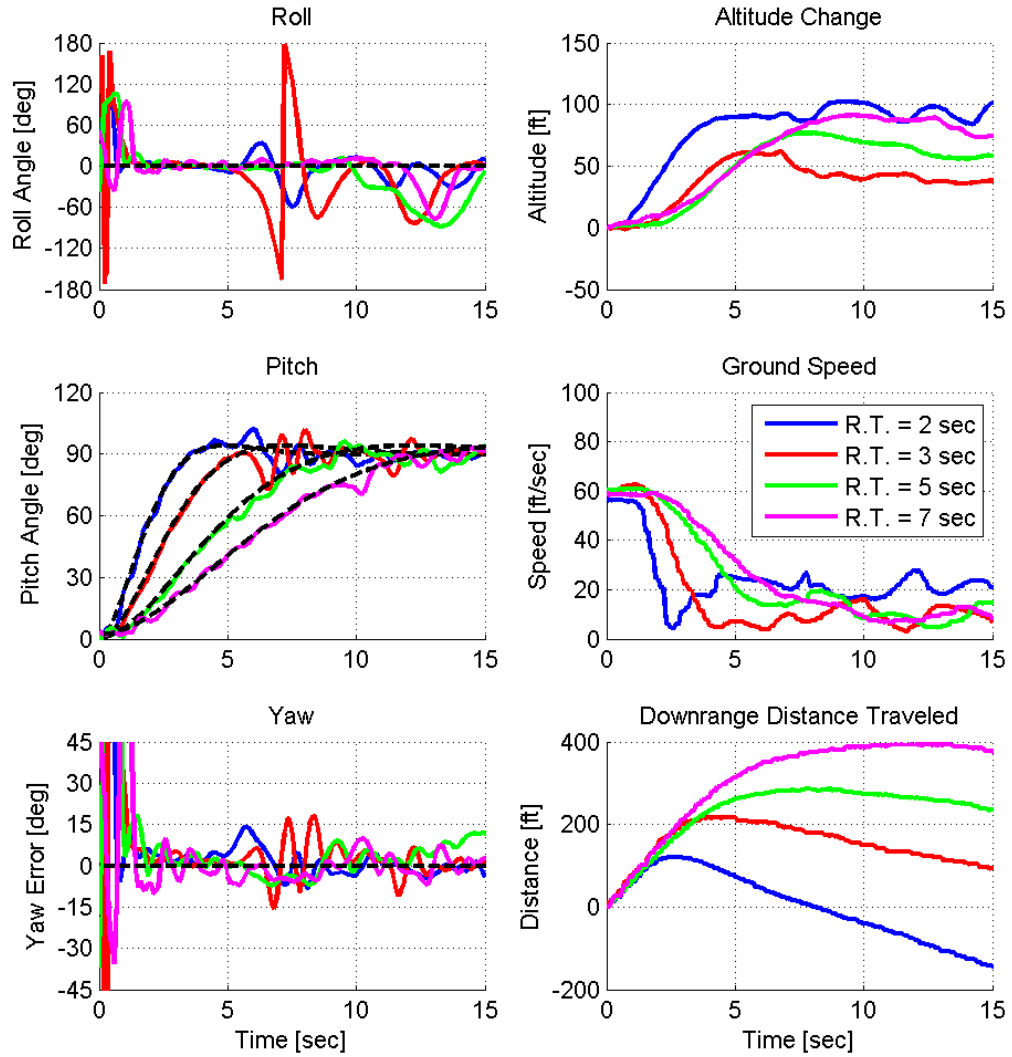 Roll
180
120
60
0
-60
-120
-180
Roll Angle [deg]
0 5 10 15
Altitude Change
150
100
50
0
-50
Altitude [ft]
0 5 10 15
Pitch
120
90
60
30
0
Pitch Angle [deg]
0 5 10 15
Ground Speed
100
80
60
40
20
0
Speed [ft/sec]
R.T. = 2 sec
R.T. = 3 sec
R.T. = 5 sec
R.T. = 7 sec
0 5 10 15
Yaw
45
30
15
0
-15
-30
-45
Yaw Error [deg]
0 5 10 15
Time [sec]
Downrange Distance Traveled
400
200
0
-200
Distance [ft]
0 5 10 15
Time [sec]